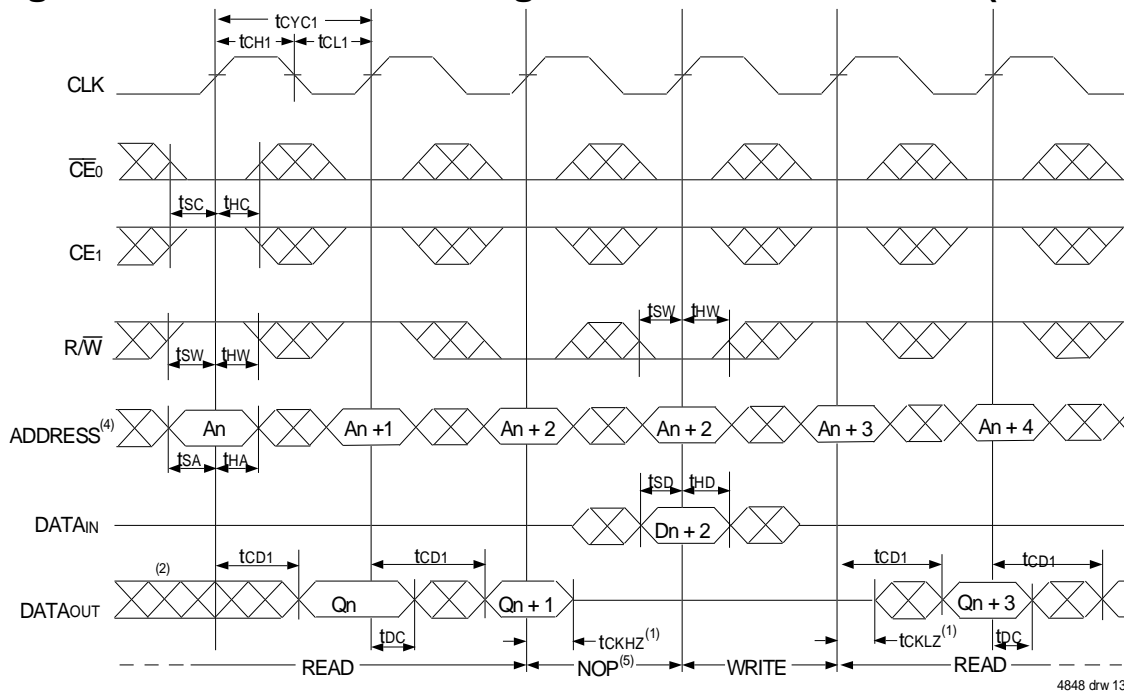 tCYC1
tCH1 tCL1
CLK
CE0
tSC tHC
CE1
tSW tHW
R/W
tSW tHW
ADDRESS(4) An An +1 An + 2 An + 2 An + 3 An + 4
tSA tHA
tSD tHD
DATAIN Dn + 2
(2) tCD1 tCD1 tCD1 tCD1
DATAOUT Qn Qn + 1 Qn + 3
tDC tCKHZ(1) tCKLZ(1) tDC
READ NOP(5) WRITE READ
4848 drw 13